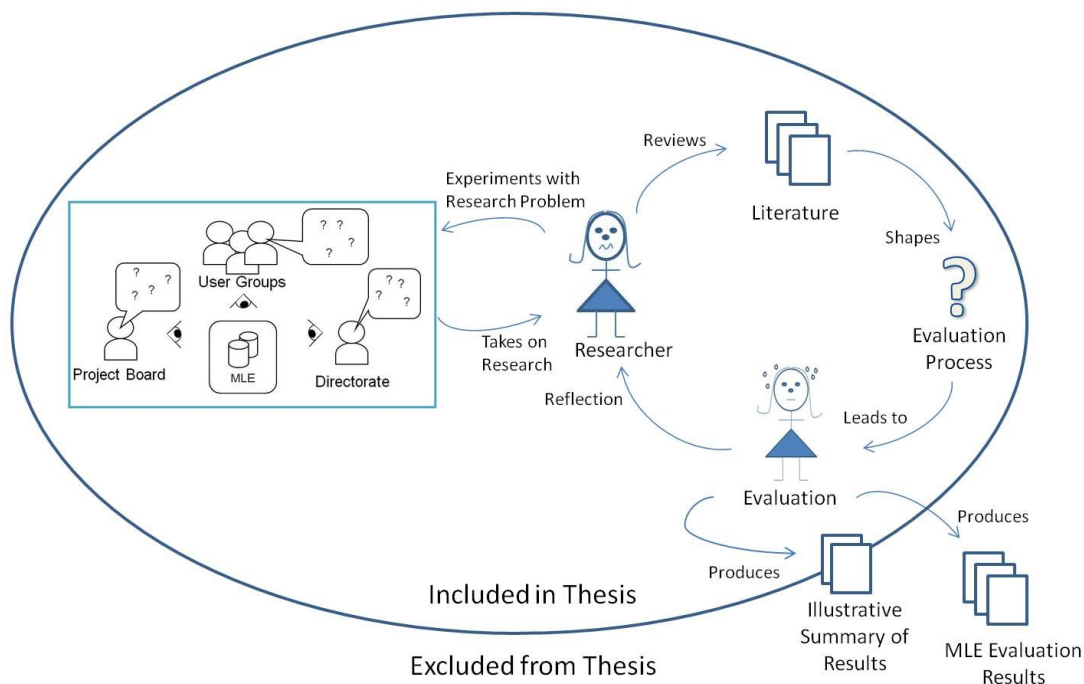 Reviews
Experiments with
Research Problem
Literature
? ?
? ?
?
User Groups
Shapes
?
? ?
? ?
?
? ?
? ?
Project Board
MLE
Directorate
Takes on
Research
Researcher
Evaluation
Process
Reflection
Leads to
Evaluation
Produces
Produces
Included in Thesis
Illustrative
Summary of
Results
MLE Evaluation
Results
Excluded from Thesis